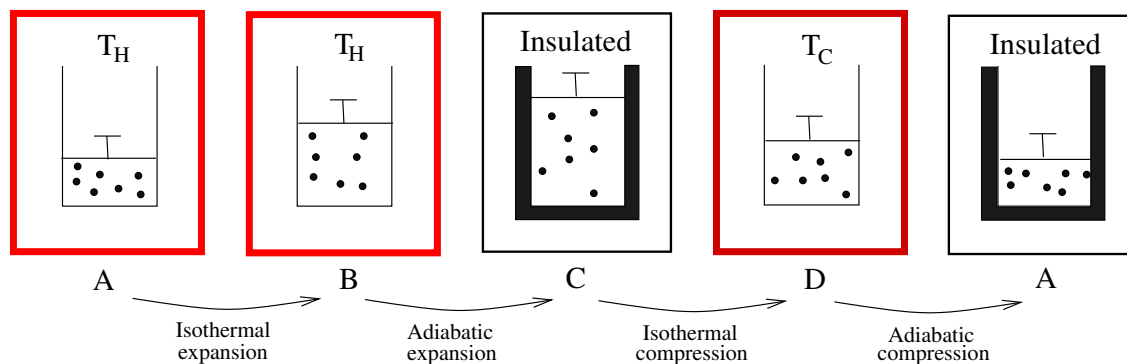 T_H
T_H
Insulated
T_C
Insulated
A
B
C
D
A
Isothermal
expansion
Adiabatic
expansion
Isothermal
compression
Adiabatic
compression